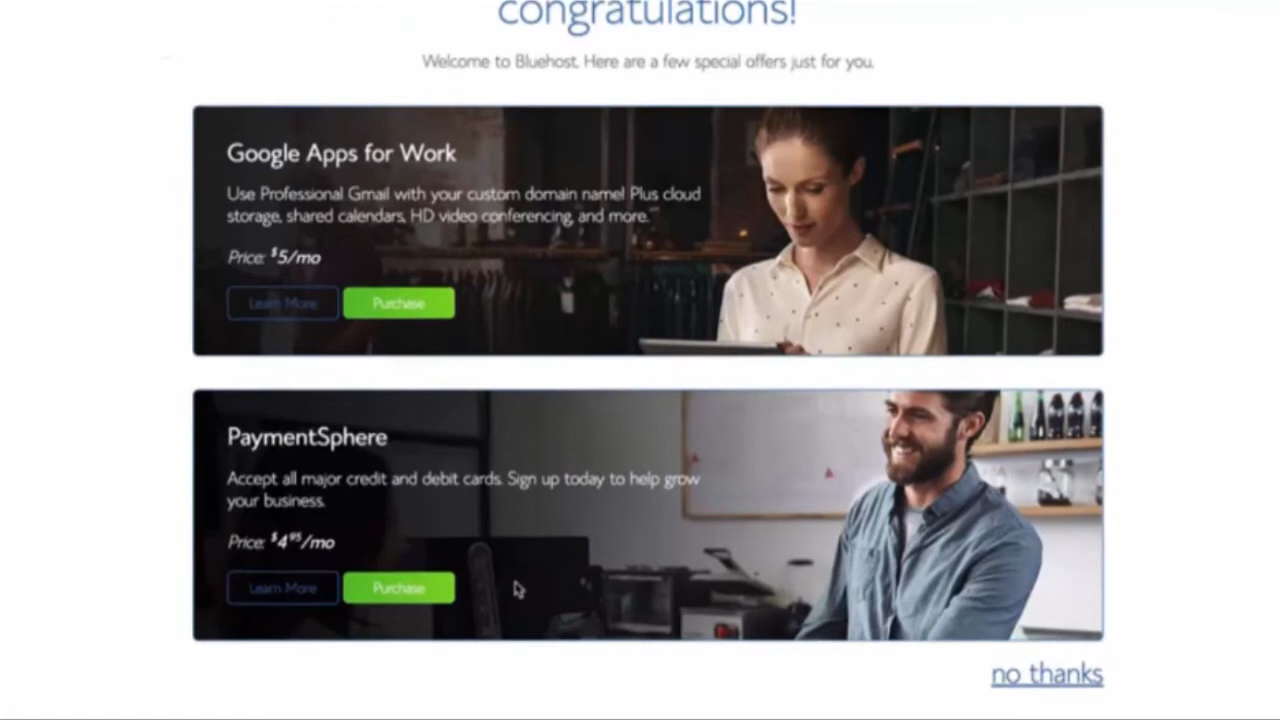 congratulations!
Welcome to Bluehost. Here are a few special offers just for you.
Google Apps for Work
Use Professional Gmail with your custom domain name! Plus cloud
storage, shared calendars, HD video conferencing, and more.
Price: $5/mo
Learn More Purchase
PaymentSphere
Accept all major credit and debit cards. Sign up today to help grow
your business.
Price: $4.95/mo
Learn More Purchase
no thanks